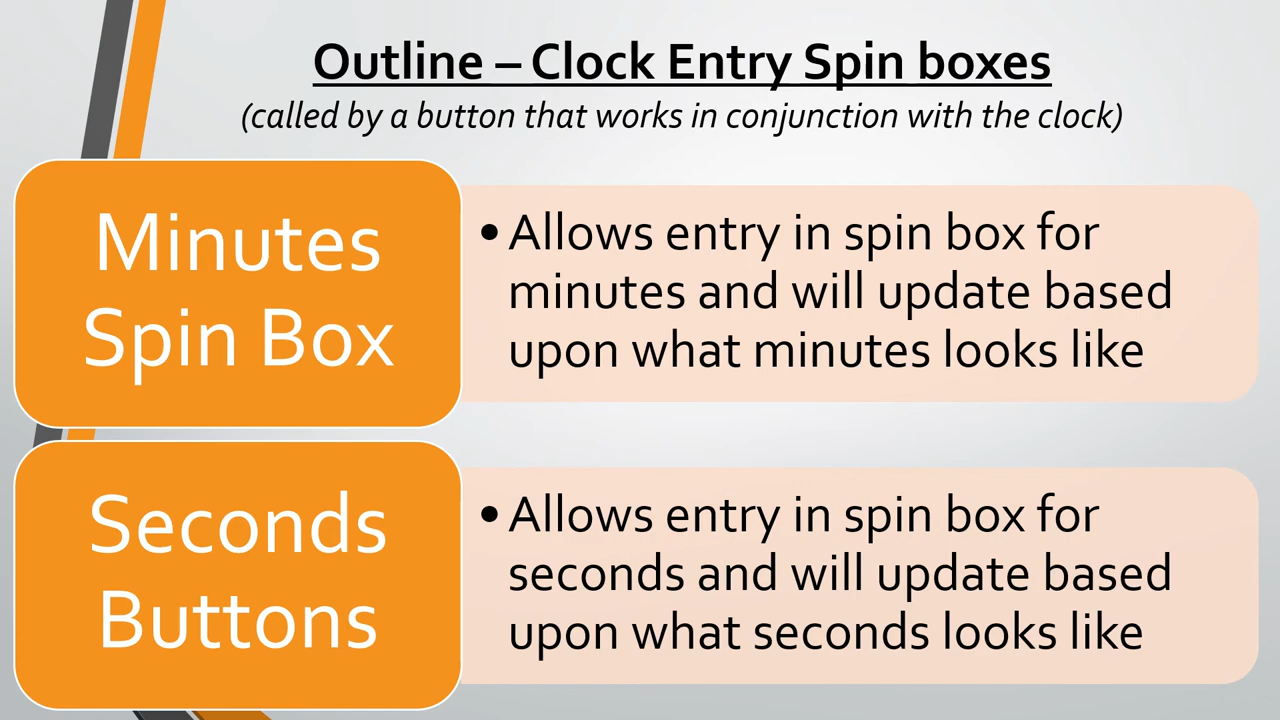 Outline – Clock Entry Spin boxes
(called by a button that works in conjunction with the clock)
Minutes
Spin Box
• Allows entry in spin box for
minutes and will update based
upon what minutes looks like
Seconds
Buttons
• Allows entry in spin box for
seconds and will update based
upon what seconds looks like